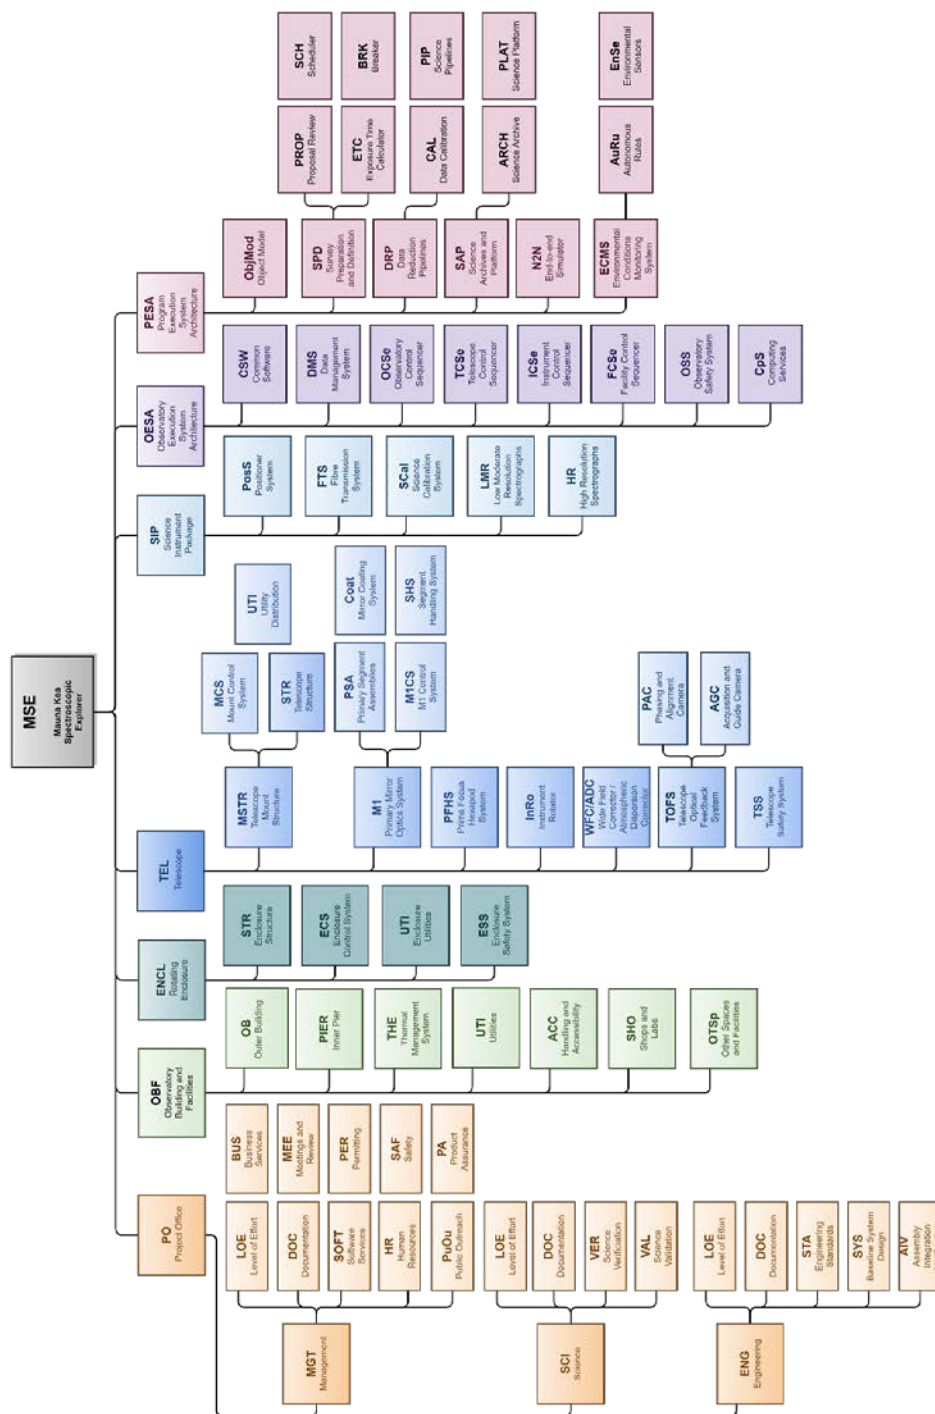 MSE
Mauna Kea
Spectroscopic
Explorer
PO
Project Office
MGT
Management
LOE
Level of Effort
DOC
Documentation
SOFT
Software
Services
HR
Human
Resources
PuOu
Public Outreach
BUS
Business
Services
MEE
Meetings and
Review
PER
Permitting
SAF
Safety
PA
Product
Assurance
SCI
Science
LOE
Level of Effort
DOC
Documentation
VER
Science
Verificiation
VAL
Science
Validation
ENG
Engineering
LOE
Level of Effort
DOC
Documentation
STA
Engineering
Standards
SYS
Baseline System
Design
AIV
Assembly
Integration
OBF
Observatory
Building and
Facilities
OB
Outer Building
PIER
Inner Pier
THE
Thermal
Management
System
UTI
Utilities
ACC
Handling and
Accessibility
SHO
Shops and
Labs
OTSp
Other Spaces
and Facilities
ENCL
Rotating
Enclosure
STR
Enclosure
Structure
ECS
Enclosure
Control System
UTI
Enclosure
Utilities
ESS
Enclosure
Safety System
TEL
Telescope
MSTR
Telescope
Mount
Structure
MCS
Mount Control
System
STR
Telescope
Structure
UTI
Utility
Distribution
M1
Primary Mirror
Optics System
PSA
Primary Segment
Assemblies
M1CS
M1 Control
System
Coat
Mirror Coating
System
SHS
Segment
Handling System
PFHS
Prime Focus
Hexapod
System
InRo
Instrument
Rotator
WFC/ADC
Wide Field
Corrector /
Atmospheric
Dispersion
Corrector
TOFS
Telescope
Optical
Feedback
System
PAC
Phasing and
Alignment
Camera
AGC
Acquisition and
Guide Camera
TSS
Telescope
Safety System
SIP
Science
Instrument
Package
PosS
Positioner
System
FTS
Fibre
Transmission
System
SCal
Science
Calibration
System
LMR
Low Moderate
Resolution
Spectrographs
HR
High Resolution
Spectrographs
OESA
Observatory
Execution
System
Architecture
CSW
Common
Software
DMS
Data
Management
System
OCSe
Observatory
Control
Sequencer
TCSe
Telescope
Control
Sequencer
ICSe
Instrument
Control
Sequencer
FCSe
Facility Control
Sequencer
OSS
Observatory
Safety System
CpS
Computing
Services
PESA
Program
Execution
System
Architecture
ObjMod
Object Model
SPD
Survey
Preparation
and Definition
PROP
Proposal Review
SCH
Scheduler
ETC
Exposure Time
Calculator
BRK
Breaker
DRP
Data
Reduction
Pipelines
CAL
Data Calibration
PIP
Science
Pipelines
SAP
Science
Archives and
Platform
ARCH
Science Archive
PLAT
Science Platform
N2N
End-to-end
Simulator
ECMS
Environmental
Conditions
Monitoring
System
AuRu
Autonomous
Rules
EnSe
Environmental
Sensors